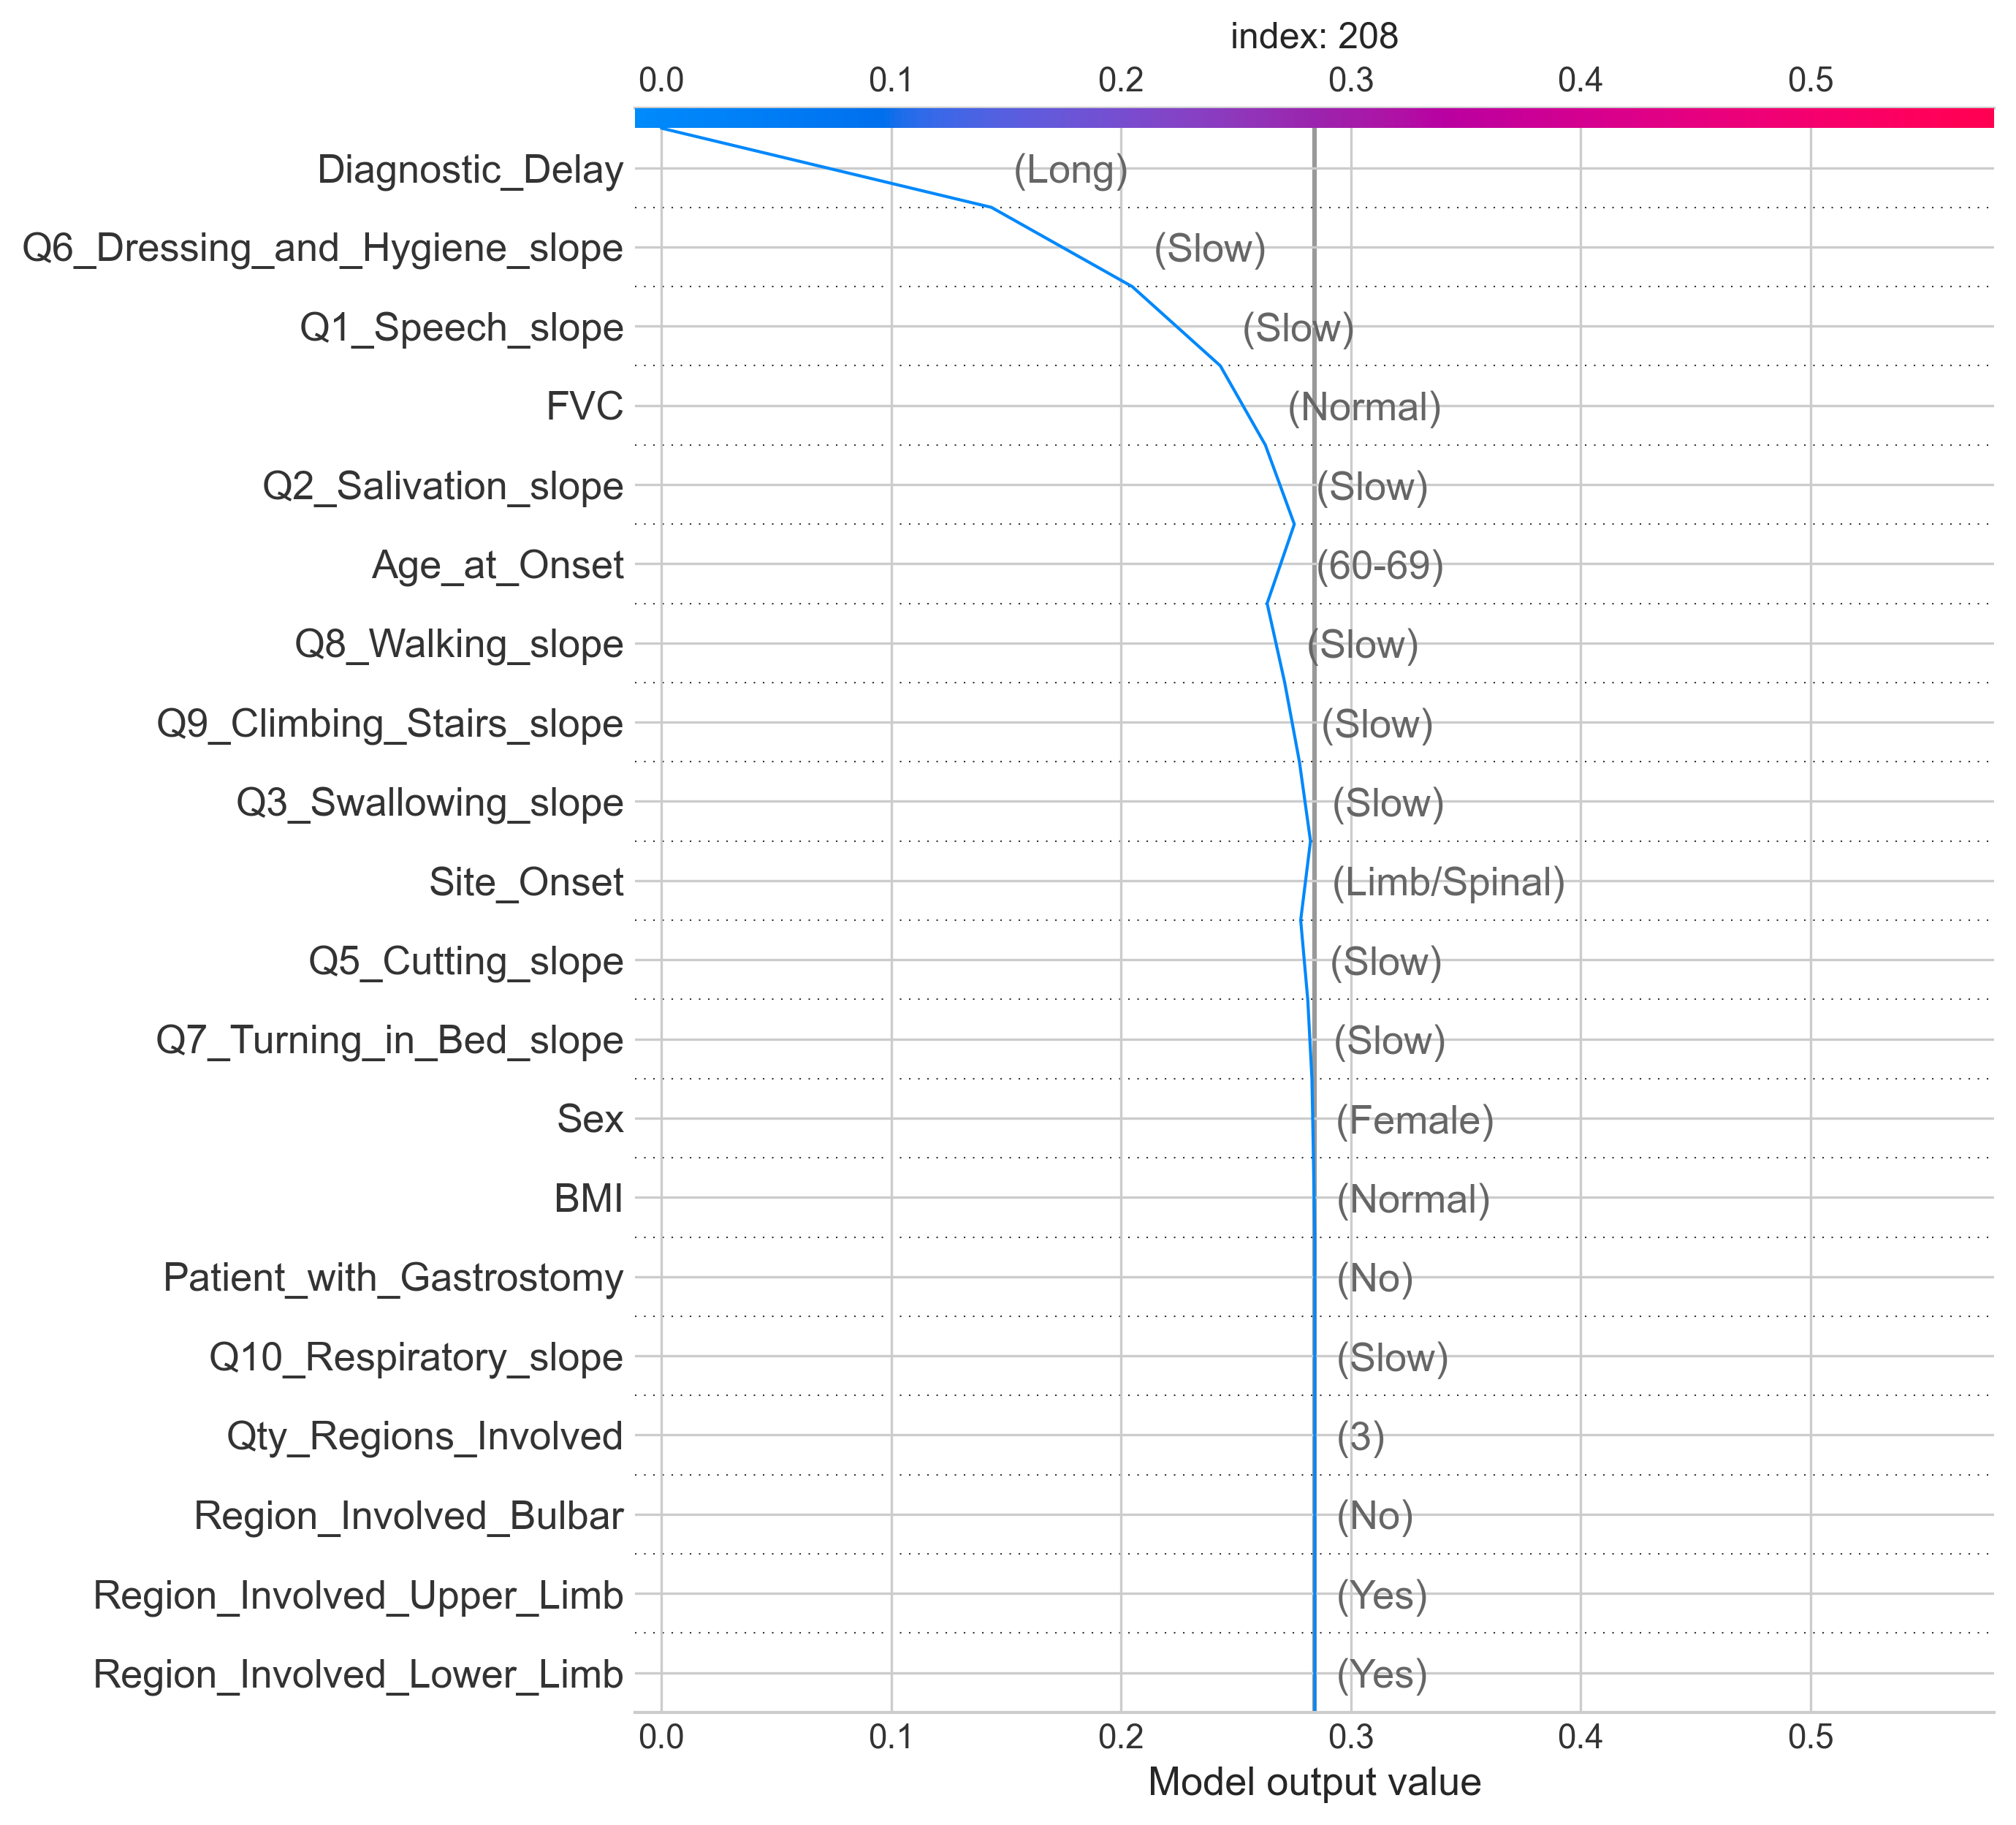 index: 208
0.0 0.1 0.2 0.3 0.4 0.5
Diagnostic_Delay (Long)
Q6_Dressing_and_Hygiene_slope (Slow)
Q1_Speech_slope (Slow)
FVC (Normal)
Q2_Salivation_slope (Slow)
Age_at_Onset (60-69)
Q8_Walking_slope (Slow)
Q9_Climbing_Stairs_slope (Slow)
Q3_Swallowing_slope (Slow)
Site_Onset (Limb/Spinal)
Q5_Cutting_slope (Slow)
Q7_Turning_in_Bed_slope (Slow)
Sex (Female)
BMI (Normal)
Patient_with_Gastrostomy (No)
Q10_Respiratory_slope (Slow)
Qty_Regions_Involved (3)
Region_Involved_Bulbar (No)
Region_Involved_Upper_Limb (Yes)
Region_Involved_Lower_Limb (Yes)
0.0 0.1 0.2 0.3 0.4 0.5
Model output value